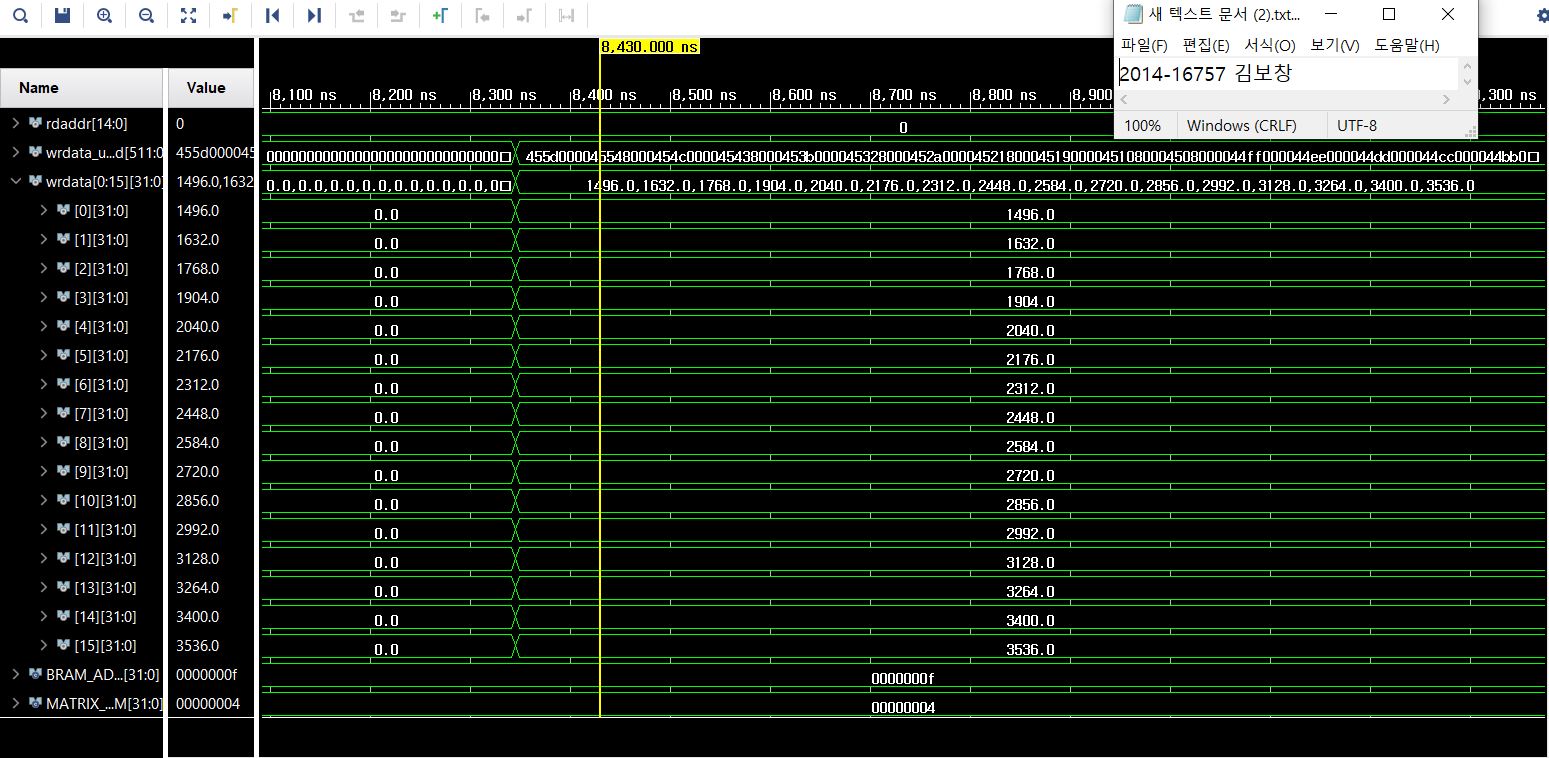 새 텍스트 문서 (2).txt...
파일(F) 편집(E) 서식(O) 보기(V) 도움말(H)
2014-16757 김보창
100% Windows (CRLF) UTF-8
8,430.000 ns
Name Value
8,100 ns 8,200 ns 8,300 ns 8,400 ns 8,500 ns 8,600 ns 8,700 ns 8,800 ns 8,900 ,300 ns
rdaddr[14:0] 0 0
wrdata_u...d[511:0 455d000045 0000000000000000000000000000 455d000045548000454c000045438000453b000045328000452a00004521800045190000451080004508000044ff000044ee000044dd000044cc000044bb0
wrdata[0:15][31:0] 1496.0,1632 0.0,0.0,0.0,0.0,0.0,0.0,0.0,0 1496.0,1632.0,1768.0,1904.0,2040.0,2176.0,2312.0,2448.0,2584.0,2720.0,2856.0,2992.0,3128.0,3264.0,3400.0,3536.0
[0][31:0] 1496.0 0.0 1496.0
[1][31:0] 1632.0 0.0 1632.0
[2][31:0] 1768.0 0.0 1768.0
[3][31:0] 1904.0 0.0 1904.0
[4][31:0] 2040.0 0.0 2040.0
[5][31:0] 2176.0 0.0 2176.0
[6][31:0] 2312.0 0.0 2312.0
[7][31:0] 2448.0 0.0 2448.0
[8][31:0] 2584.0 0.0 2584.0
[9][31:0] 2720.0 0.0 2720.0
[10][31:0] 2856.0 0.0 2856.0
[11][31:0] 2992.0 0.0 2992.0
[12][31:0] 3128.0 0.0 3128.0
[13][31:0] 3264.0 0.0 3264.0
[14][31:0] 3400.0 0.0 3400.0
[15][31:0] 3536.0 0.0 3536.0
BRAM_AD...[31:0] 0000000f 0000000f
MATRIX_...M[31:0] 00000004 00000004